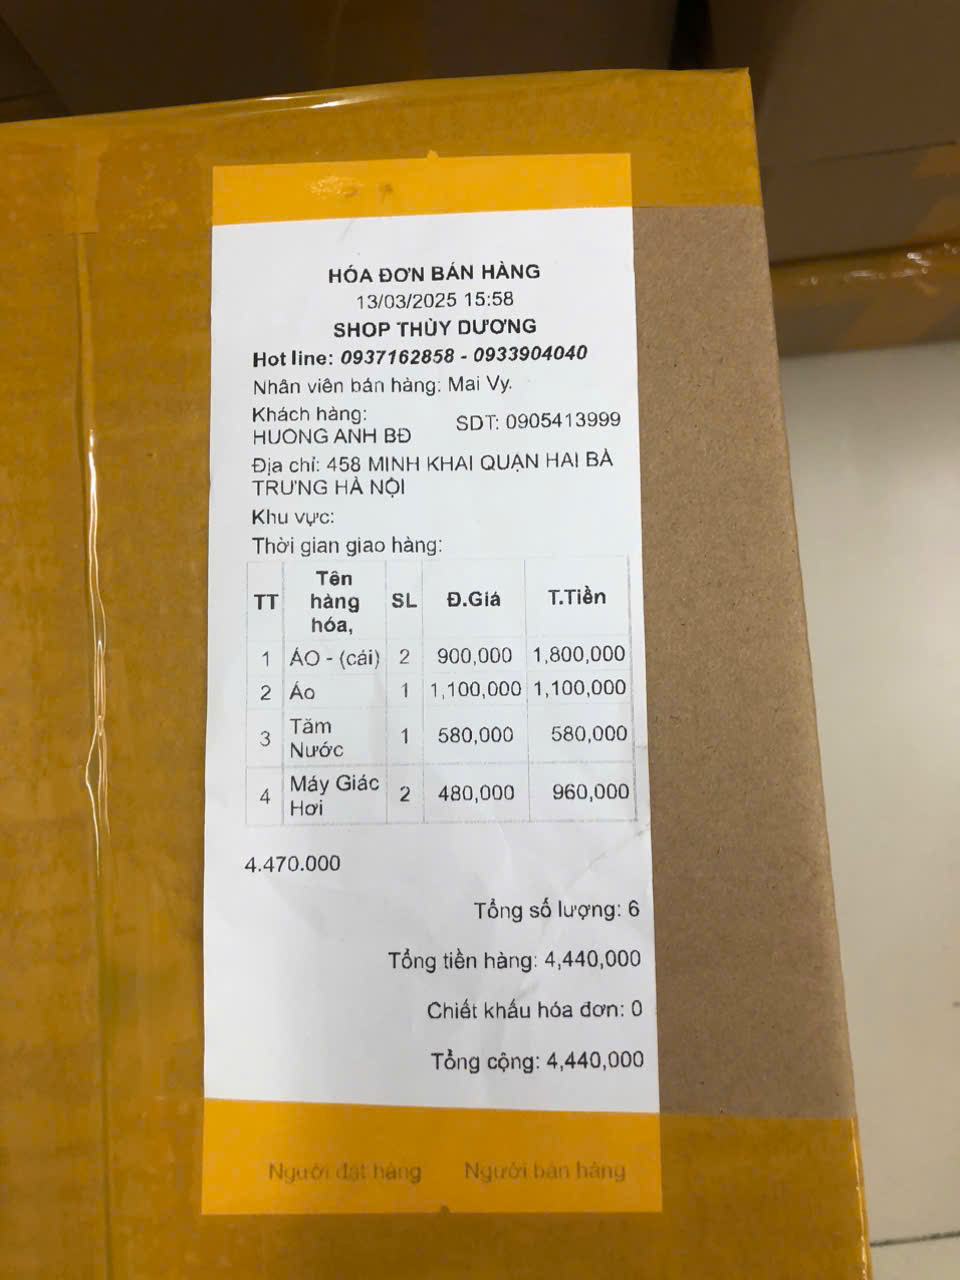 HÓA ĐƠN BÁN HÀNG
13/03/2025 15:58
SHOP THÙY DƯƠNG
Hot line: 0937162858 - 0933904040
Nhân viên bán hàng: Mai Vy.
Khách hàng:
HUONG ANH BĐ SDT: 0905413999
Địa chỉ: 458 MINH KHAI QUẬN HAI BÀ
TRƯNG HÀ NỘI
Khu vực:
Thời gian giao hàng:
TT Tên hàng hóa, SL Đ.Giá T.Tiền
1 ÁO - (cái) 2 900,000 1,800,000
2 Áo 1 1,100,000 1,100,000
3 Tăm Nước 1 580,000 580,000
4 Máy Giác Hơi 2 480,000 960,000
4.470.000
Tổng số lượng: 6
Tổng tiền hàng: 4,440,000
Chiết khấu hóa đơn: 0
Tổng cộng: 4,440,000
Người đặt hàng Người bán hàng